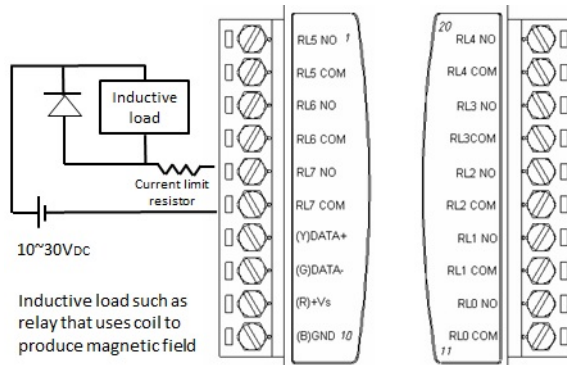 Inductive
load
Current limit
resistor
10~30VDC
Inductive load such as
relay that uses coil to
produce magnetic field
RL5 NO 1
RL5 COM
RL6 NO
RL6 COM
RL7 NO
RL7 COM
(Y)DATA+
(G)DATA-
(R)+Vs
(B)GND 10
20
RL4 NO
RL4 COM
RL3 NO
RL3COM
RL2 NO
RL2 COM
RL1 NO
RL1 COM
RL0 NO
RL0 COM
11